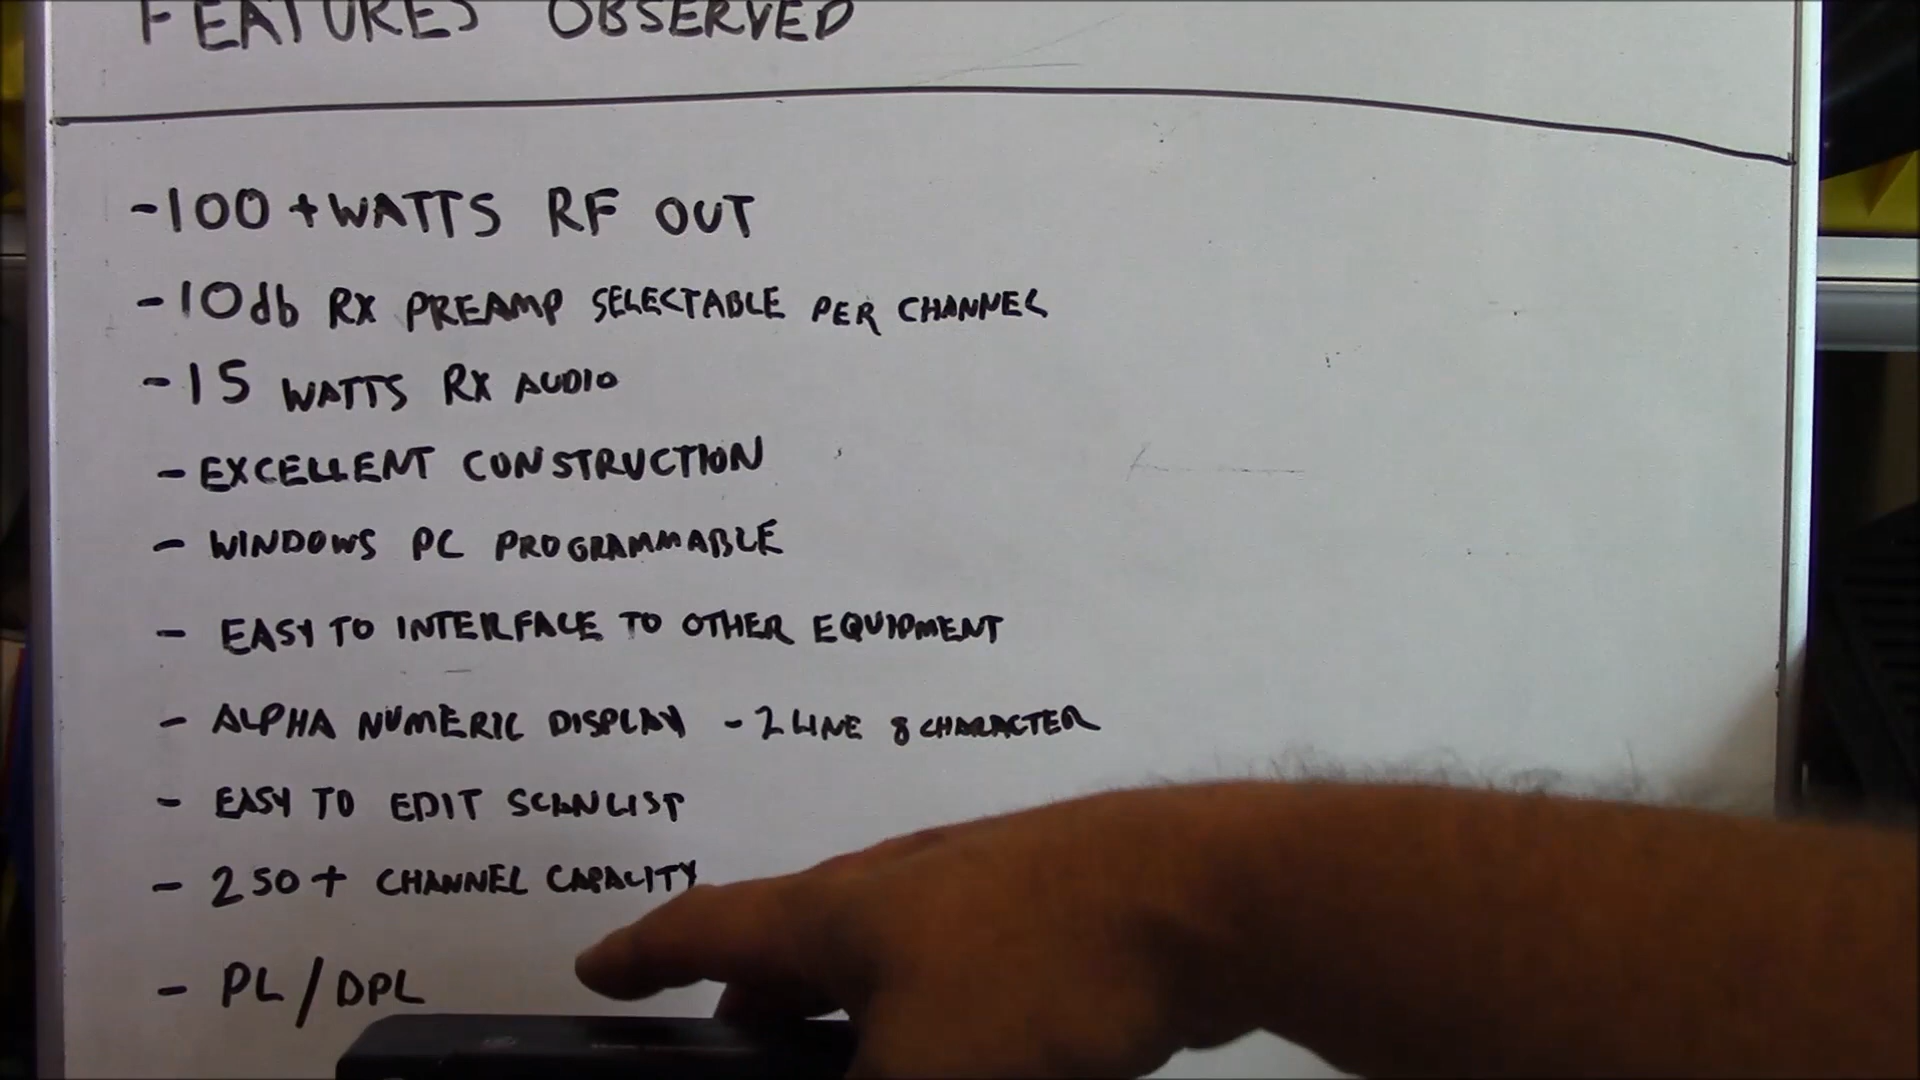 FEATURES OBSERVED
-100 + WATTS RF OUT
-10db RX PREAMP SELECTABLE PER CHANNEL
-15 WATTS RX AUDIO
- EXCELLENT CONSTRUCTION
- WINDOWS PC PROGRAMMABLE
- EASY TO INTERFACE TO OTHER EQUIPMENT
- ALPHA NUMERIC DISPLAY - 2 LINE 8 CHARACTER
- EASY TO EDIT SCANLIST
- 250 + CHANNEL CAPACITY
- PL/DPL